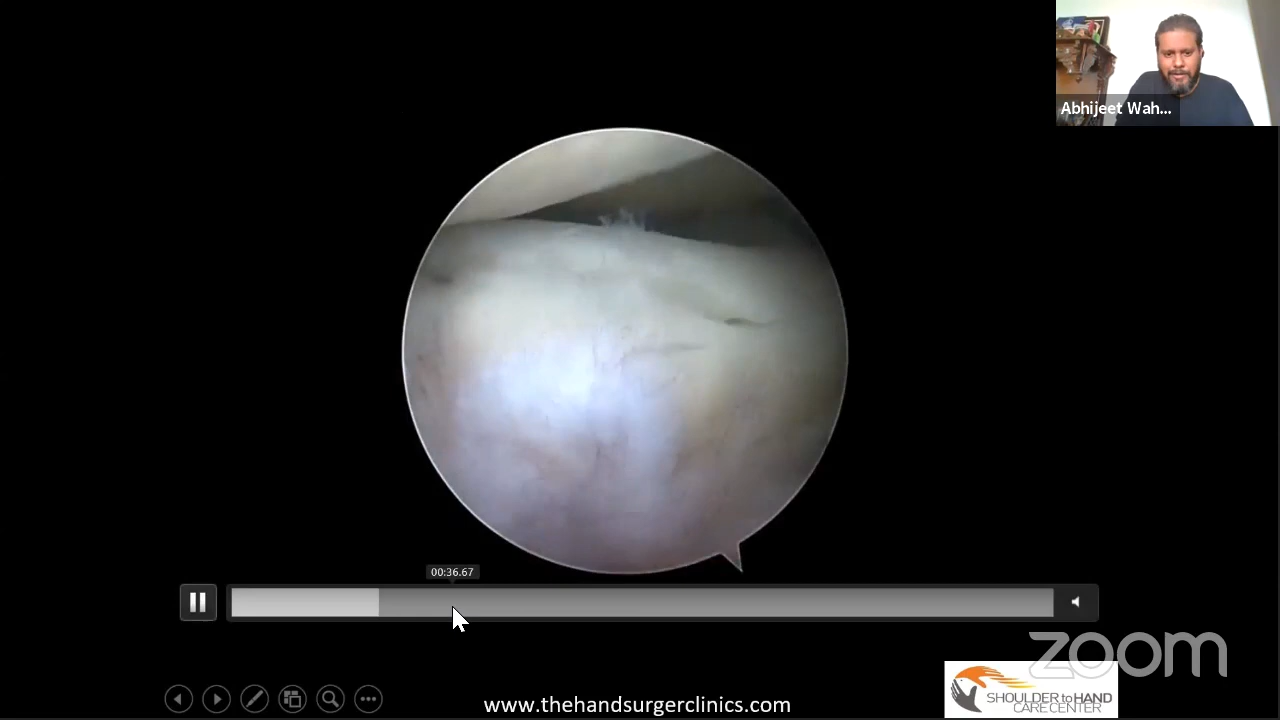 Abhijeet Wah...
00:36.67
zoom
SHOULDER to HAND
CARE CENTER
www.thehandsurgerclinics.com